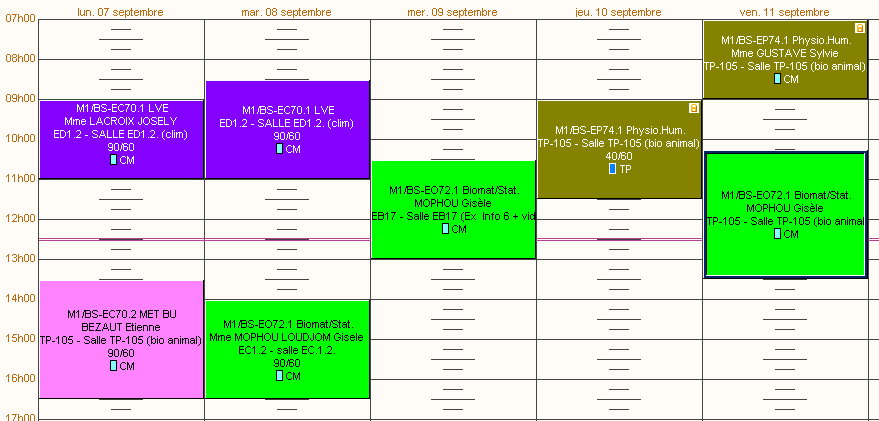 lun. 07 septembre
mar. 08 septembre
mer. 09 septembre
jeu. 10 septembre
ven. 11 septembre
07h00
08h00
09h00
10h00
11h00
12h00
13h00
14h00
15h00
16h00
17h00
M1/BS-EC70.1 LVE
Mme LACROIX JOSELY
ED1.2 - SALLE ED1.2. (clim)
90/60
CM
M1/BS-EC70.2 MET BU
BEZAUT Etienne
TP-105 - Salle TP-105 (bio animal)
90/60
CM
M1/BS-EC70.1 LVE
ED1.2 - SALLE ED1.2. (clim)
90/60
CM
M1/BS-EO72.1 Biomat/Stat.
Mme MOPHOU LOUDJOM Gisele
EC1.2 - salle EC.1.2.
90/60
CM
M1/BS-EO72.1 Biomat/Stat.
MOPHOU Gisèle
EB17 - Salle EB17 (Ex Info 6 + vid
CM
M1/BS-EP74.1 Physio.Hum.
TP-105 - Salle TP-105 (bio animal)
40/60
TP
M1/BS-EP74.1 Physio.Hum.
Mme GUSTAVE Sylvie
TP-105 - Salle TP-105 (bio animal)
CM
M1/BS-EO72.1 Biomat/Stat.
MOPHOU Gisèle
TP-105 - Salle TP-105 (bio animal
CM